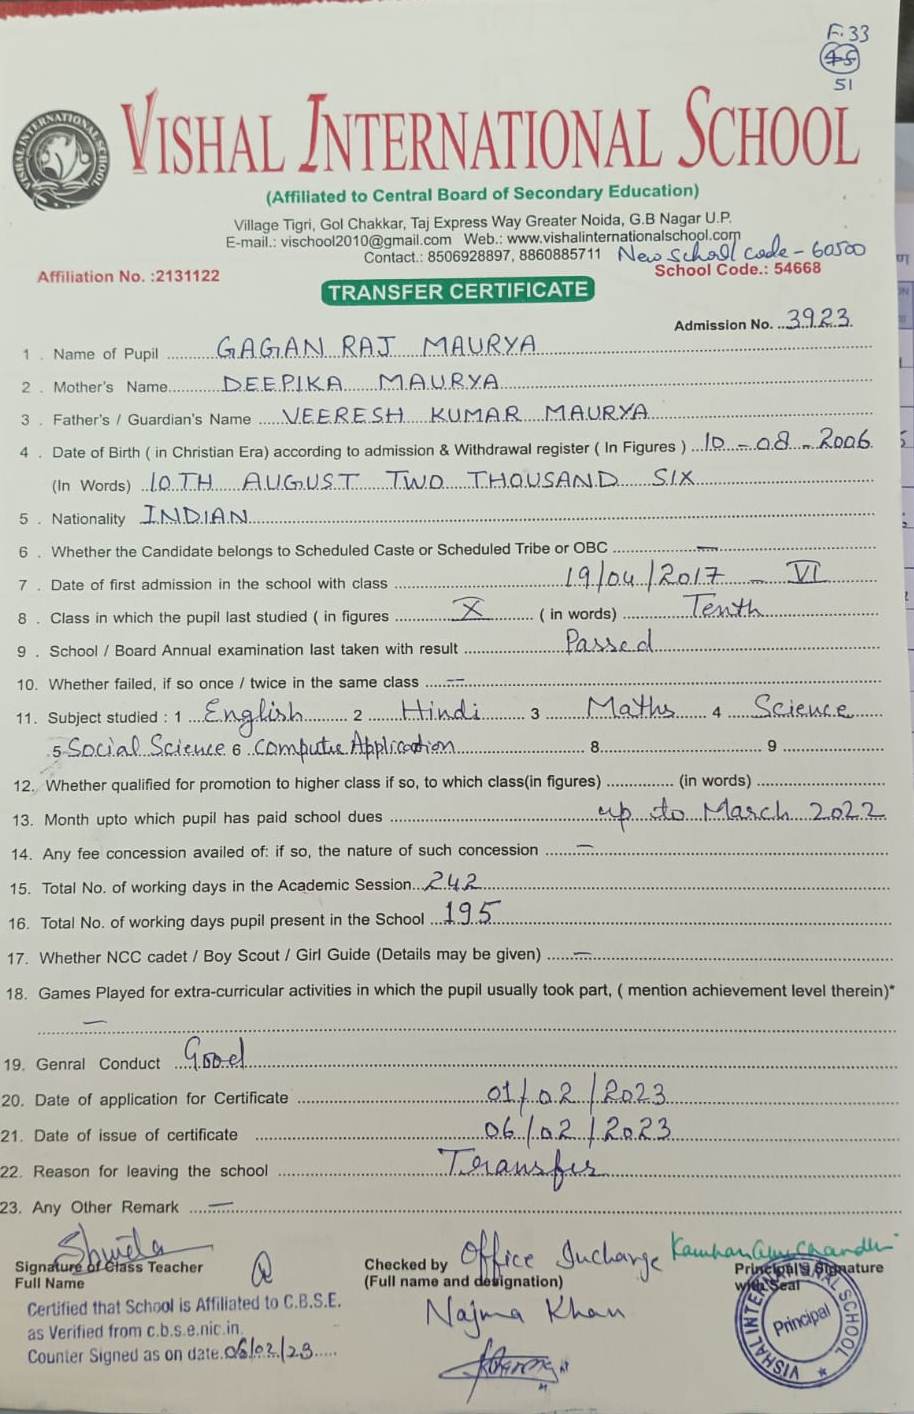 F. 33
45
51
VISHAL INTERNATIONAL SCHOOL
(Affiliated to Central Board of Secondary Education)
Village Tigri, Gol Chakkar, Taj Express Way Greater Noida, G.B Nagar U.P.
E-mail.: vischool2010@gmail.com Web.: www.vishalinternationalschool.com
Contact.: 8506928897, 8860885711 New School code - 60500
Affiliation No. :2131122 School Code.: 54668
TRANSFER CERTIFICATE
Admission No. ..3923.
1 . Name of Pupil ... GAGAN RAJ MAURYA
2 . Mother's Name... DEEPIKA MAURYA
3 . Father's / Guardian's Name ... VEERESH KUMAR MAURYA
4 . Date of Birth ( in Christian Era) according to admission & Withdrawal register ( In Figures ) ...10-08-2006
(In Words) 10TH AUGUST TWO THOUSAND SIX
5 . Nationality INDIAN
6 . Whether the Candidate belongs to Scheduled Caste or Scheduled Tribe or OBC ... —
7 . Date of first admission in the school with class ... 19/04/2017 - VI
8 . Class in which the pupil last studied ( in figures ... X ... ( in words) ... Tenth
9 . School / Board Annual examination last taken with result ... Passed
10. Whether failed, if so once / twice in the same class ... --
11. Subject studied : 1 ... English ... 2 ... Hindi ... 3 ... Maths ... 4 ... Science
5 Social Science 6 Computer Application ... 8 ... 9 ...
12. Whether qualified for promotion to higher class if so, to which class(in figures) ... (in words) ...
13. Month upto which pupil has paid school dues ... up to March 2022
14. Any fee concession availed of: if so, the nature of such concession ... —
15. Total No. of working days in the Academic Session... 242
16. Total No. of working days pupil present in the School ... 195
17. Whether NCC cadet / Boy Scout / Girl Guide (Details may be given) ... —
18. Games Played for extra-curricular activities in which the pupil usually took part, ( mention achievement level therein)*
—
19. Genral Conduct ... Good
20. Date of application for Certificate ... 01/02/2023
21. Date of issue of certificate ... 06/02/2023
22. Reason for leaving the school ... Transfer
23. Any Other Remark ... —
Shweta
Signature of Class Teacher
Full Name
Checked by Office Incharge
(Full name and designation)
Najma Khan
Principal's Signature
with Seal
Certified that School is Affiliated to C.B.S.E.
as Verified from c.b.s.e.nic.in.
Counter Signed as on date.06/02/23.....
VISHAL INTERNATIONAL SCHOOL
Principal